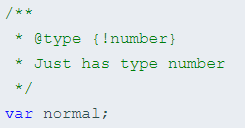 /**
 * @type {!number}
 * Just has type number
 */
var normal;